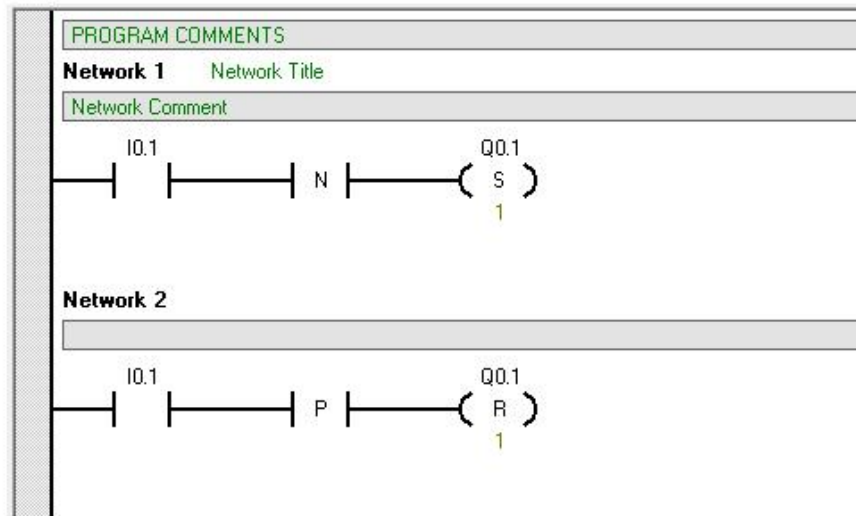 PROGRAM COMMENTS
Network 1 Network Title
Network Comment
I0.1 Q0.1
N S
1
Network 2
I0.1 Q0.1
P R
1